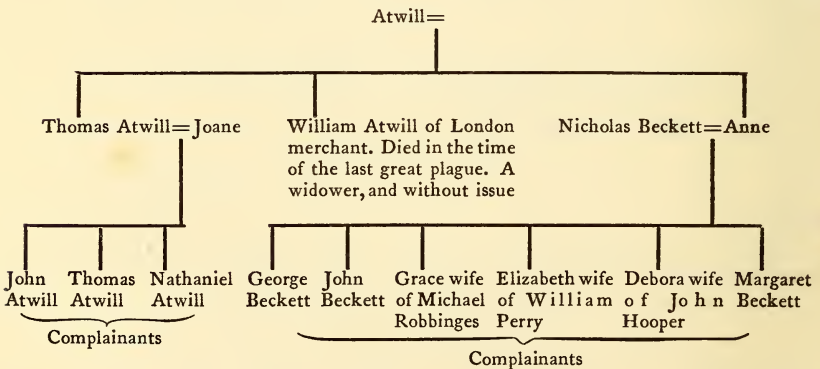 Atwill=
Thomas Atwill=Joane
William Atwill of London
merchant. Died in the time
of the last great plague. A
widower, and without issue
Nicholas Beckett=Anne
John
Atwill
Thomas
Atwill
Nathaniel
Atwill
George
Beckett
John
Beckett
Grace wife
of Michael
Robbinges
Elizabeth wife
of William
Perry
Debora wife
of John
Hooper
Margaret
Beckett
Complainants
Complainants